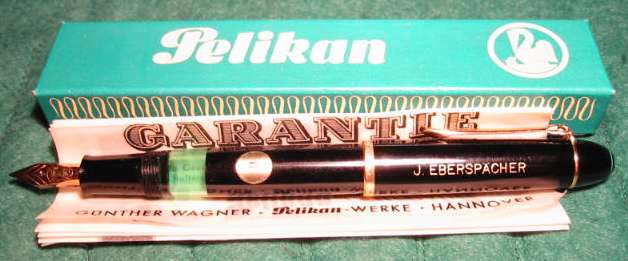 Pelikan
GARANTIE
J. EBERSPACHER
GÜNTHER WAGNER · Pelikan-WERKE · HANNOVER